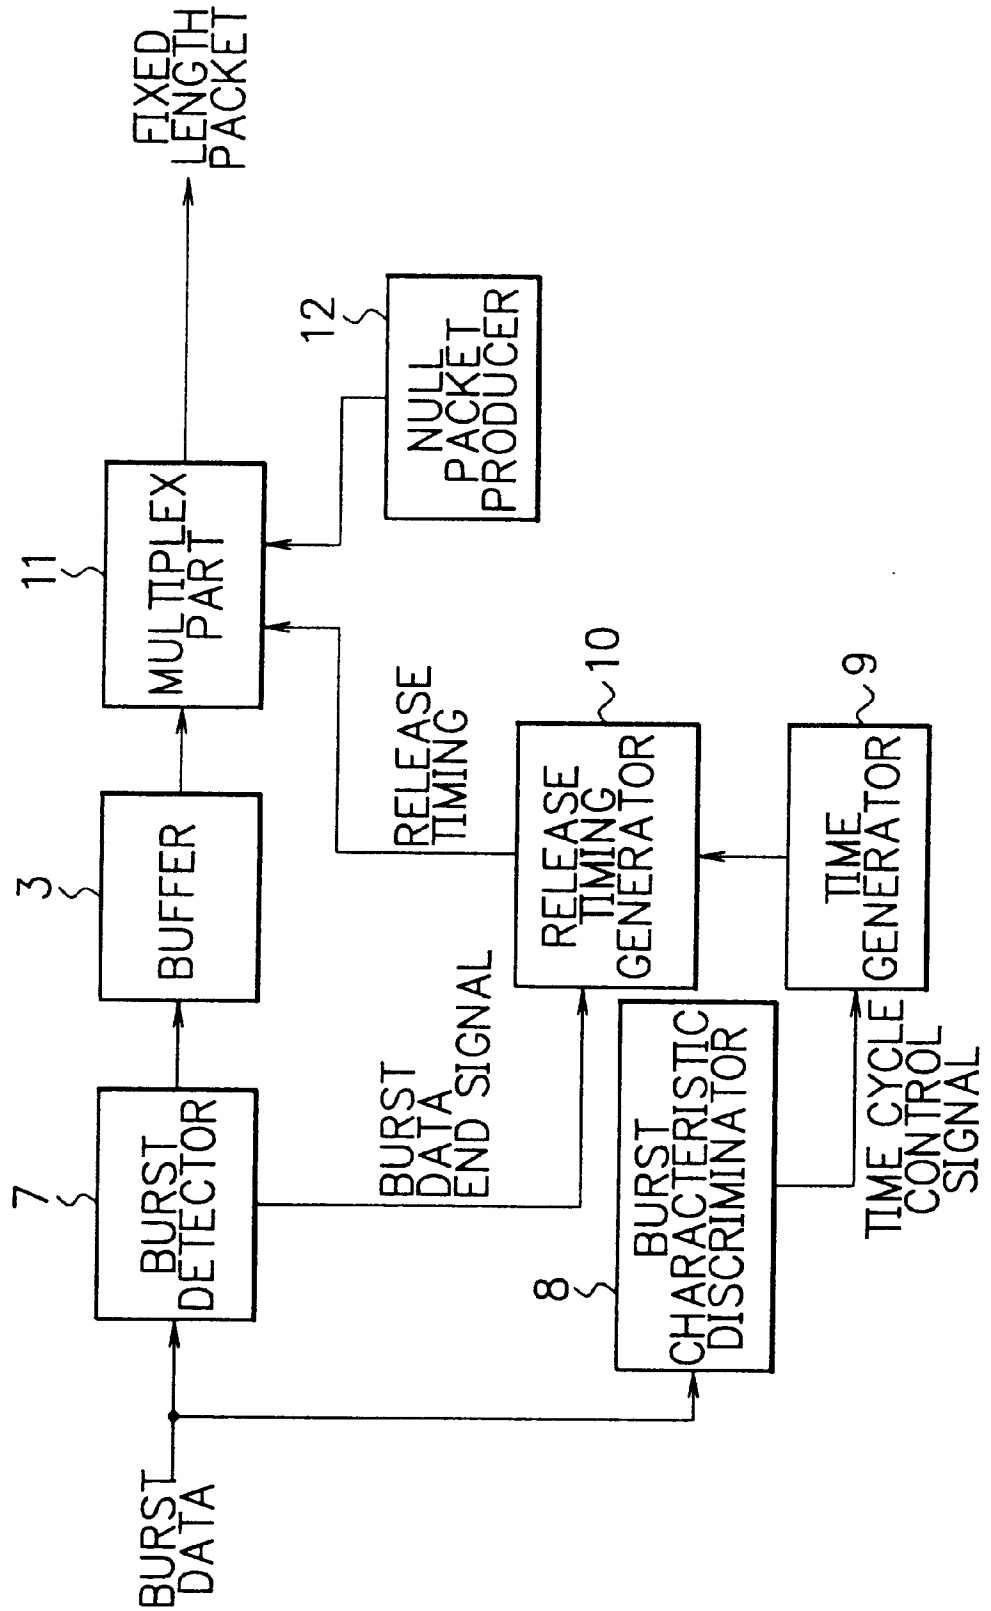 BURST
DATA
7
BURST
DETECTOR
3
BUFFER
11
MULTIPLEX
PART
FIXED
LENGTH
PACKET
12
NULL
PACKET
PRODUCER
RELEASE
TIMING
BURST
DATA
END SIGNAL
10
RELEASE
TIMING
GENERATOR
8
BURST
CHARACTERISTIC
DISCRIMINATOR
9
TIME
GENERATOR
TIME CYCLE
CONTROL
SIGNAL